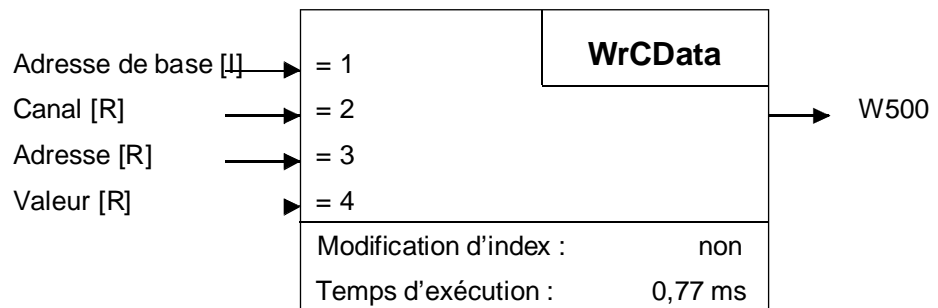 WrCData
Adresse de base [I] = 1
Canal [R] = 2
W500
Adresse [R] = 3
Valeur [R] = 4
Modification d'index : non
Temps d'exécution : 0,77 ms